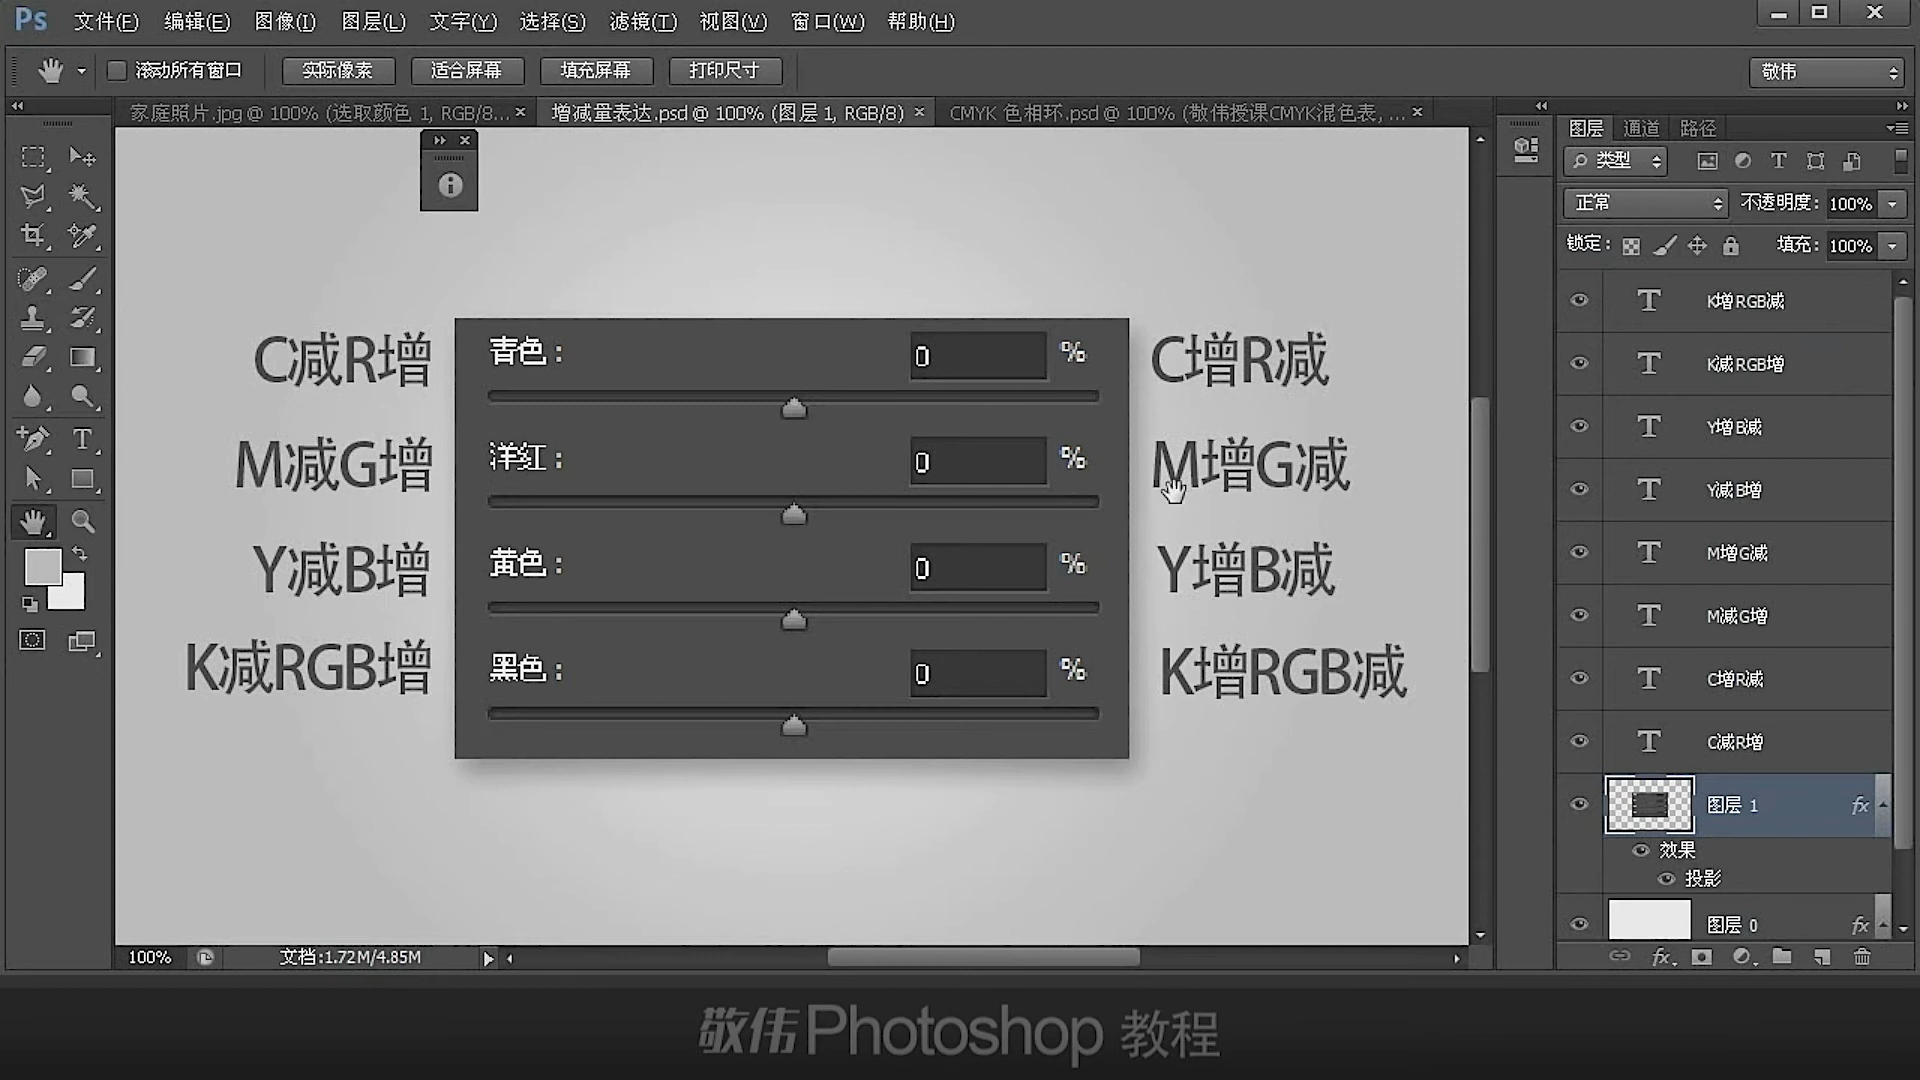 Ps 文件(F) 编辑(E) 图像(I) 图层(L) 文字(Y) 选择(S) 滤镜(T) 视图(V) 窗口(W) 帮助(H)
滚动所有窗口 实际像素 适合屏幕 填充屏幕 打印尺寸 敬伟
家庭照片.jpg @ 100% (选取颜色 1, RGB/8... × 增减量表达.psd @ 100% (图层 1, RGB/8) × CMYK 色相环.psd @ 100% (敬伟授课CMYK混色表, ... ×
图层 通道 路径
类型
正常 不透明度: 100%
锁定: 填充: 100%
C减R增 青色: 0 % C增R减
M减G增 洋红: 0 % M增G减
Y减B增 黄色: 0 % Y增B减
K减RGB增 黑色: 0 % K增RGB减
K增RGB减
K减RGB增
Y增B减
Y减B增
M增G减
M减G增
C增R减
C减R增
图层 1 fx
效果
投影
图层 0 fx
100% 文档:1.72M/4.85M
敬伟Photoshop 教程